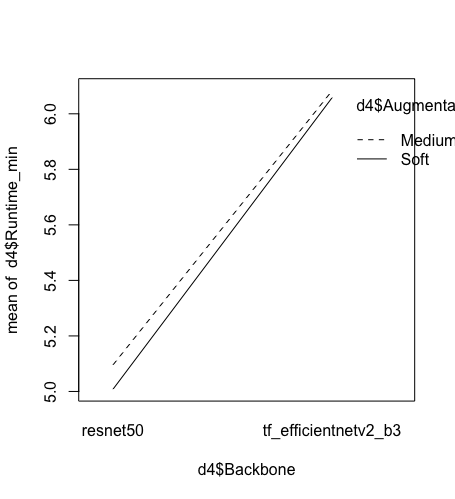 d4$Augmenta
Medium
Soft
mean of  d4$Runtime_min
6.0
5.8
5.6
5.4
5.2
5.0
resnet50
tf_efficientnetv2_b3
d4$Backbone